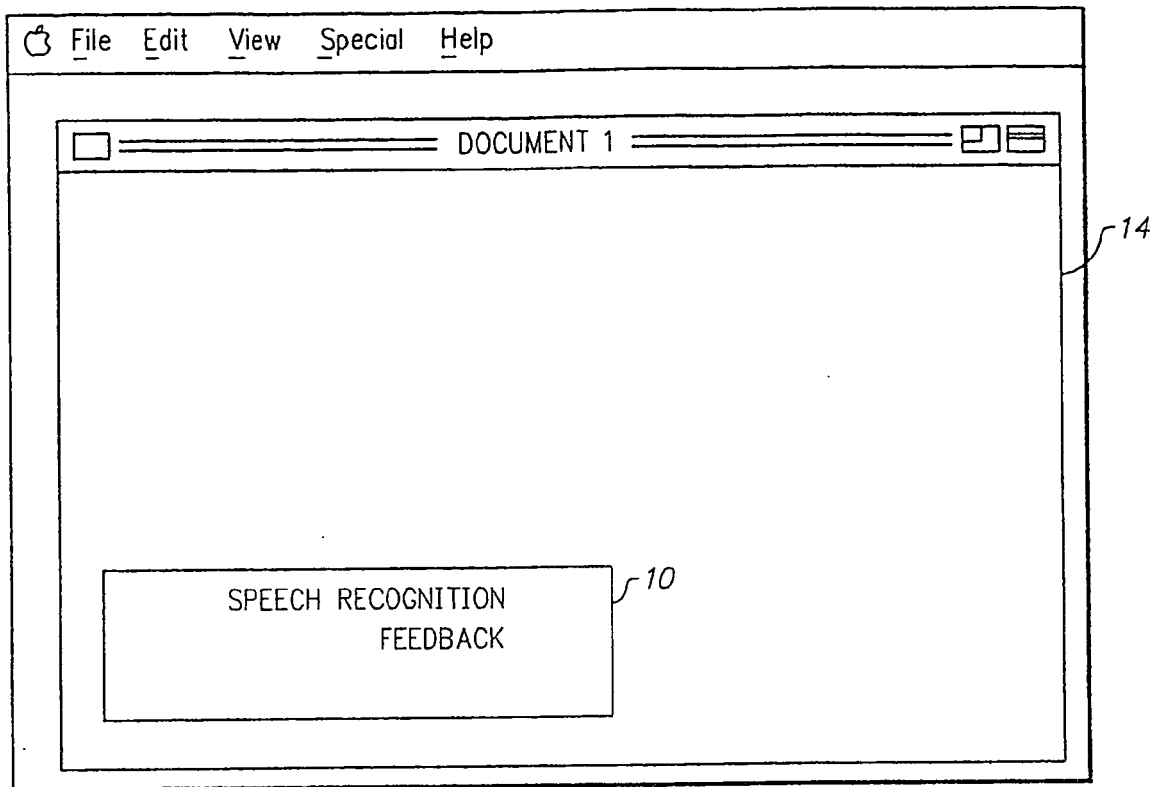 File Edit View Special Help
DOCUMENT 1
14
10
SPEECH RECOGNITION
FEEDBACK